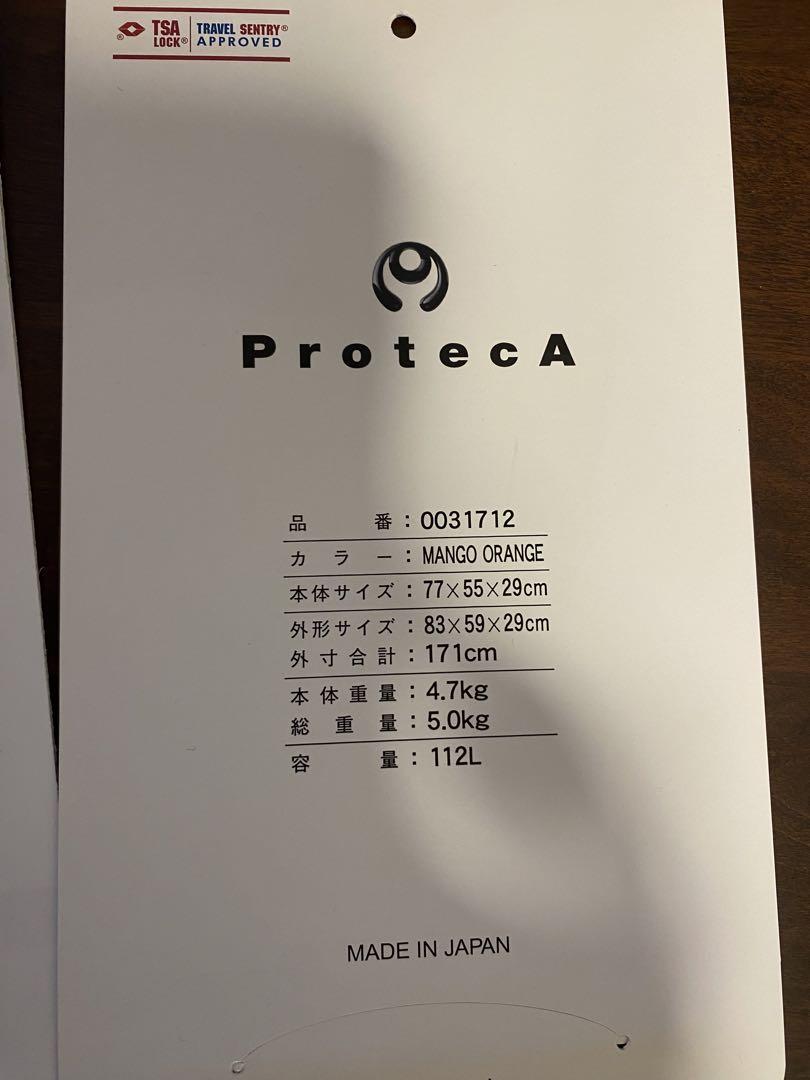 TSA LOCK® TRAVEL SENTRY® APPROVED
ProtecA
品番：0031712
カラー：MANGO ORANGE
本体サイズ：77×55×29cm
外形サイズ：83×59×29cm
外寸合計：171cm
本体重量：4.7kg
総重量：5.0kg
容量：112L
MADE IN JAPAN